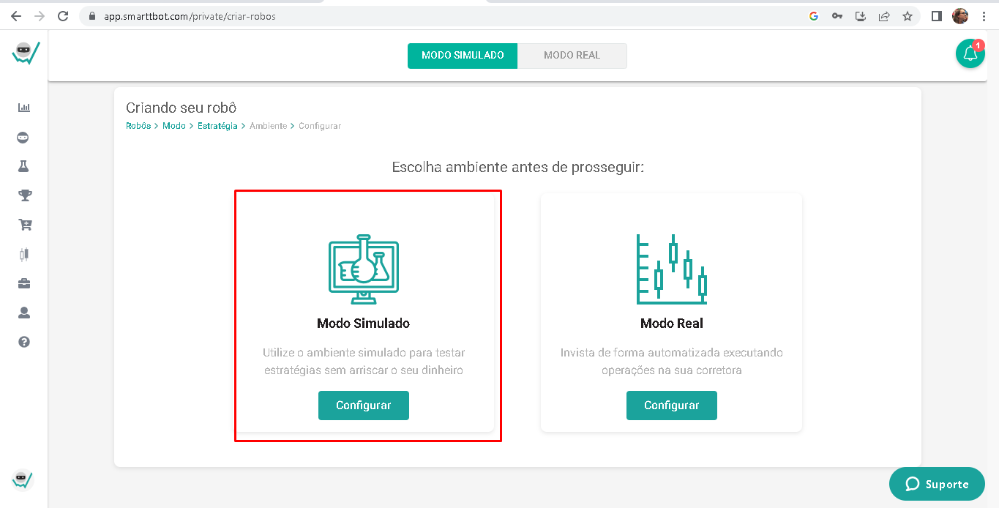 app.smarttbot.com/private/criar-robos
MODO SIMULADO
MODO REAL
1
Criando seu robô
Robôs > Modo > Estratégia > Ambiente > Configurar
Escolha ambiente antes de prosseguir:
Modo Simulado
Utilize o ambiente simulado para testar
estratégias sem arriscar o seu dinheiro
Configurar
Modo Real
Invista de forma automatizada executando
operações na sua corretora
Configurar
Suporte